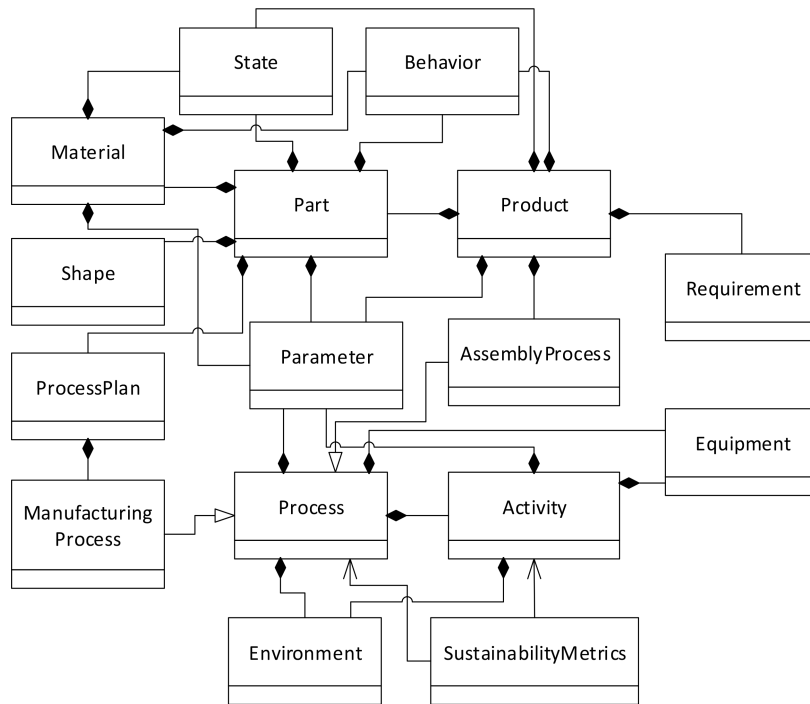 State
Behavior
Material
Part
Product
Shape
Requirement
Parameter
AssemblyProcess
ProcessPlan
Equipment
Manufacturing
Process
Process
Activity
Environment
SustainabilityMetrics